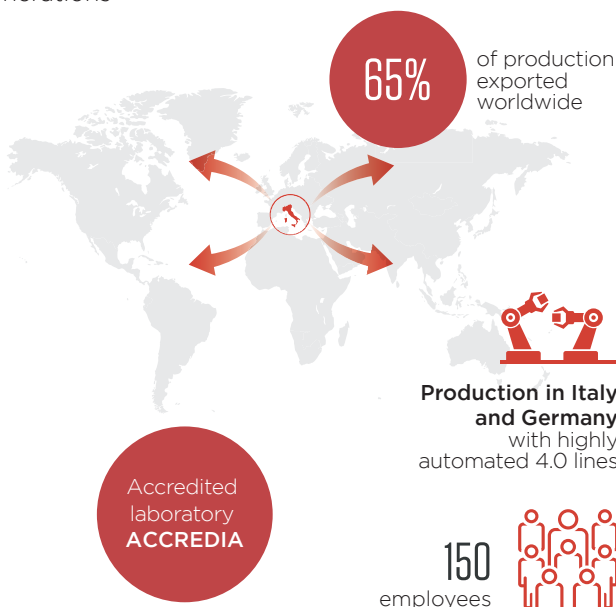 65%
of production
exported
worldwide
Production in Italy
and Germany
with highly
automated 4.0 lines
Accredited
laboratory
ACCREDIA
150
employees